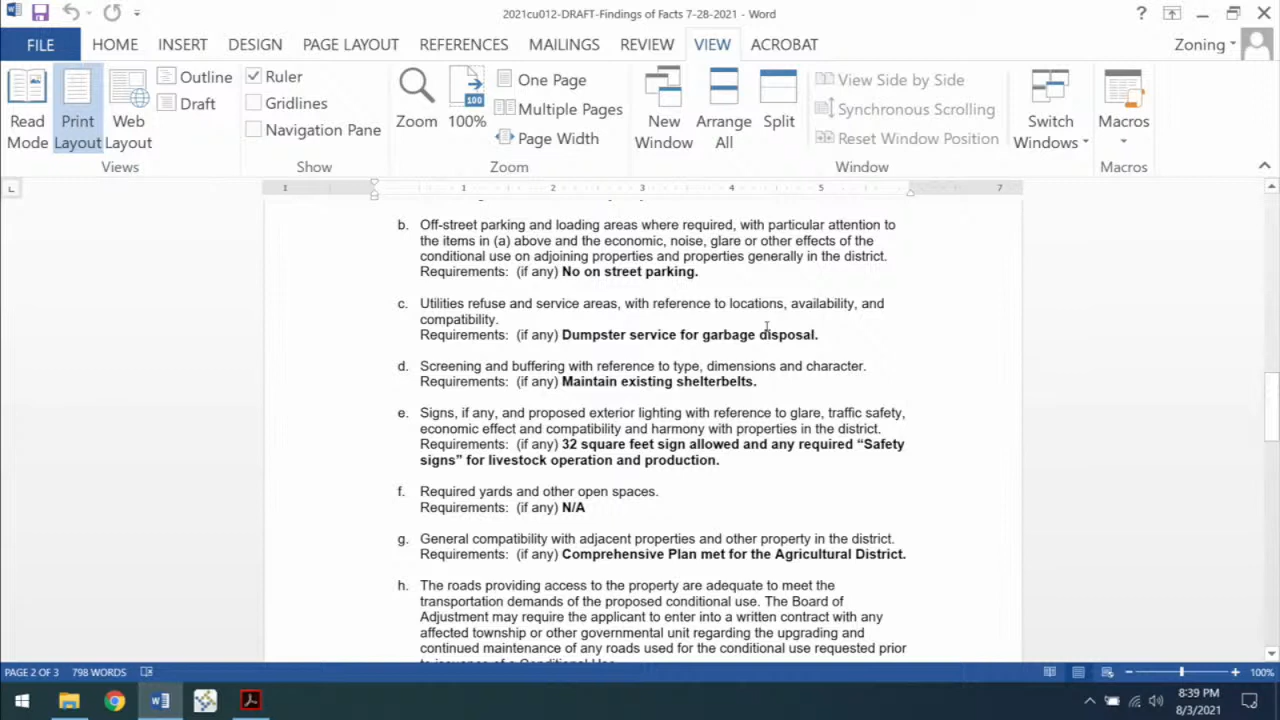 2021cu012-DRAFT-Findings of Facts 7-28-2021 - Word
FILE HOME INSERT DESIGN PAGE LAYOUT REFERENCES MAILINGS REVIEW VIEW ACROBAT Zoning
Read Mode
Print Layout
Web Layout
Outline
Draft
Views
Ruler
Gridlines
Navigation Pane
Show
Zoom
100
100%
One Page
Multiple Pages
Page Width
Zoom
New Window
Arrange All
Split
View Side by Side
Synchronous Scrolling
Reset Window Position
Window
Switch Windows
Macros
Macros
1 1 2 3 4 5 7
b. Off-street parking and loading areas where required, with particular attention to
the items in (a) above and the economic, noise, glare or other effects of the
conditional use on adjoining properties and properties generally in the district.
Requirements: (if any) No on street parking.
c. Utilities refuse and service areas, with reference to locations, availability, and
compatibility.
Requirements: (if any) Dumpster service for garbage disposal.
d. Screening and buffering with reference to type, dimensions and character.
Requirements: (if any) Maintain existing shelterbelts.
e. Signs, if any, and proposed exterior lighting with reference to glare, traffic safety,
economic effect and compatibility and harmony with properties in the district.
Requirements: (if any) 32 square feet sign allowed and any required “Safety
signs” for livestock operation and production.
f. Required yards and other open spaces.
Requirements: (if any) N/A
g. General compatibility with adjacent properties and other property in the district.
Requirements: (if any) Comprehensive Plan met for the Agricultural District.
h. The roads providing access to the property are adequate to meet the
transportation demands of the proposed conditional use. The Board of
Adjustment may require the applicant to enter into a written contract with any
affected township or other governmental unit regarding the upgrading and
continued maintenance of any roads used for the conditional use requested prior
PAGE 2 OF 3 798 WORDS 100%
8:39 PM
8/3/2021